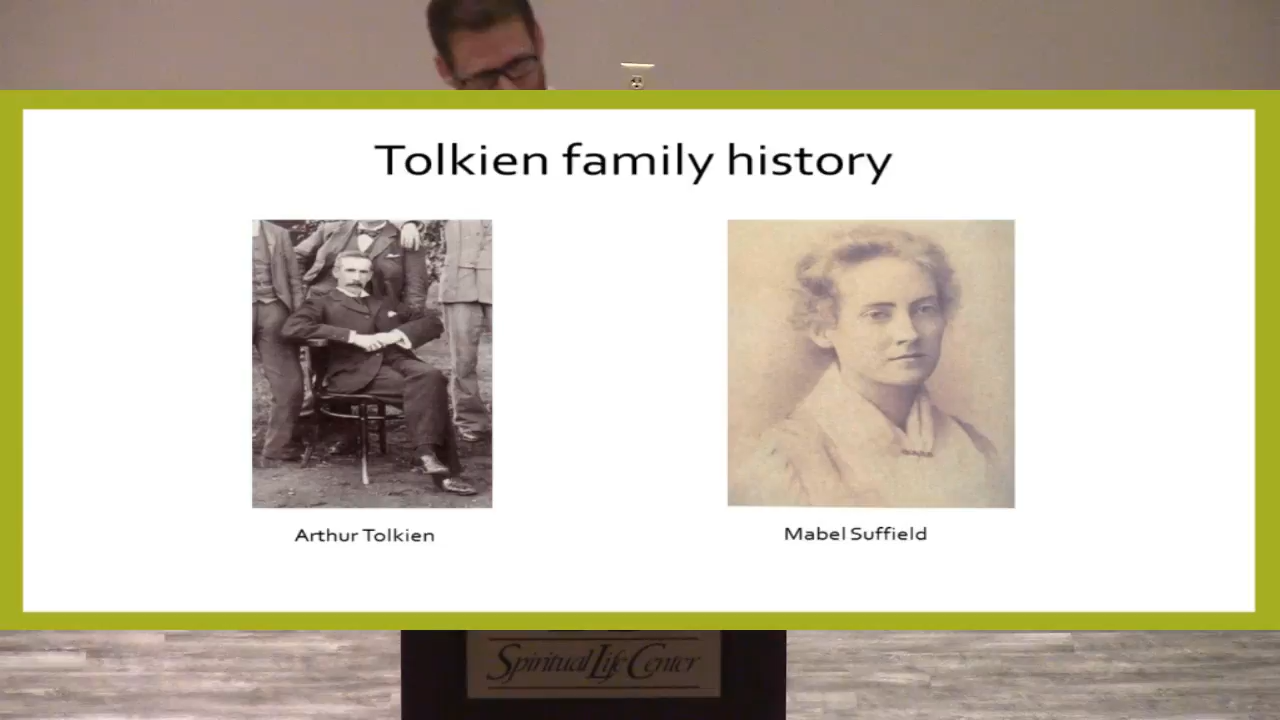 Tolkien family history
Arthur Tolkien
Mabel Suffield
Spiritual Life Center